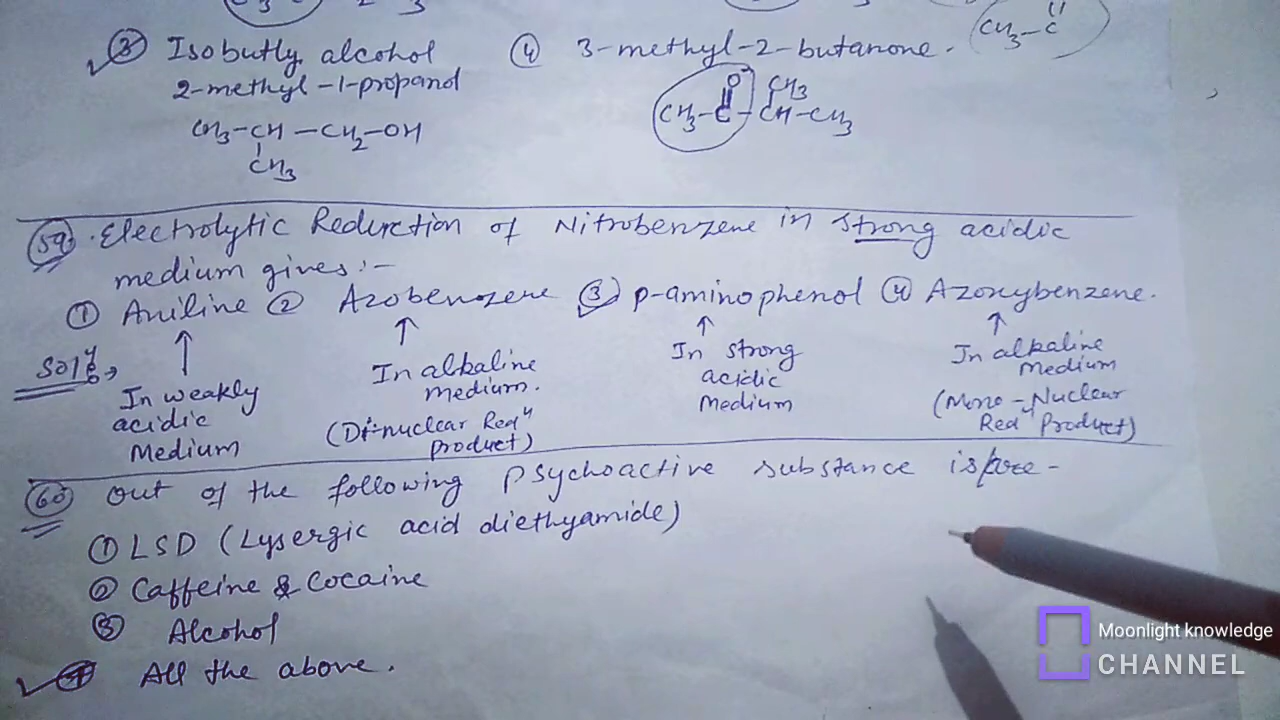 CH3-C
③ Isobutly alcohol ④ 3-methyl-2-butanone.
2-methyl-1-propanol
O CH3
CH3-C-CH-CH3
CH3-CH-CH2-OH
CH3
59. Electrolytic Reduction of Nitrobenzene in strong acidic
medium gives:-
① Aniline ② Azobenzene ③ p-aminophenol ④ Azoxybenzene.
Solⁿ
In weakly
acidic
Medium
In alkaline
medium.
(Di-nuclear Redⁿ
product)
In strong
acidic
Medium
In alkaline
Medium
(Mono-Nuclear
Redⁿ Product)
60 Out of the following psychoactive substance is/are-
① LSD (Lysergic acid diethyamide)
② Caffeine & Cocaine
③ Alcohol
④ All the above.
Moonlight knowledge
CHANNEL